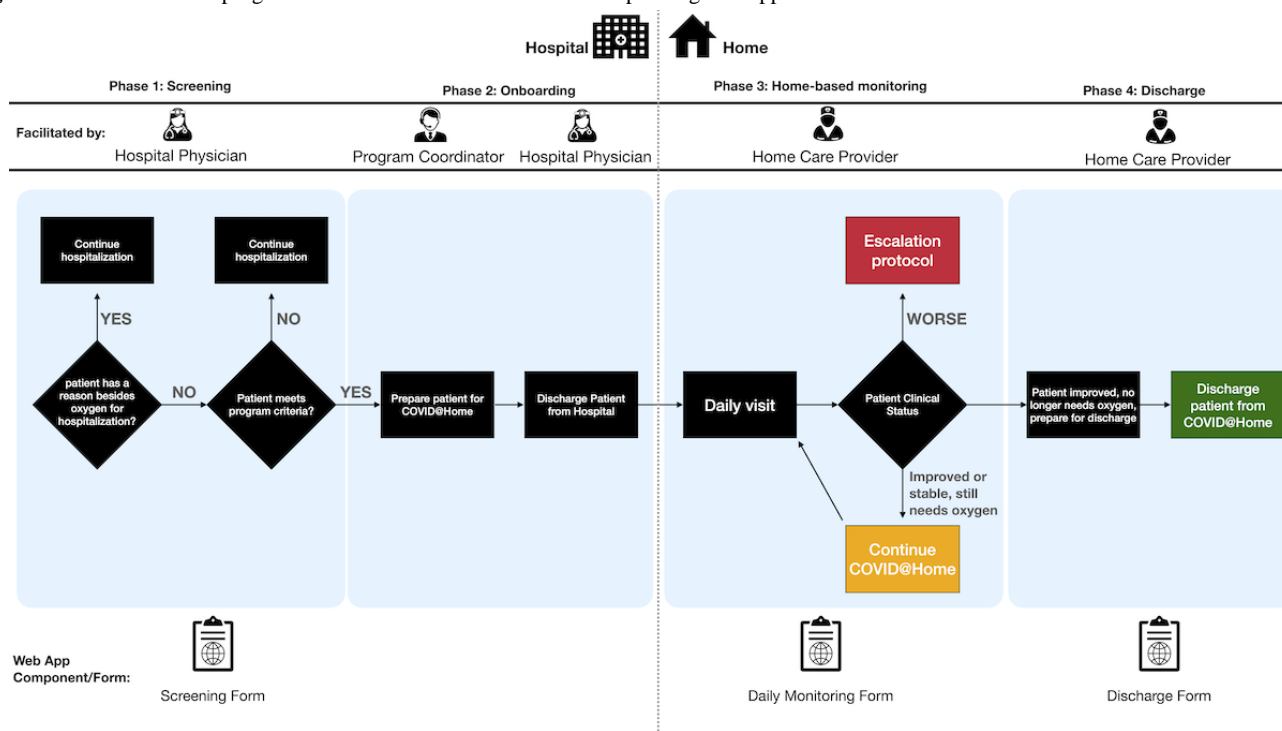 Hospital
Home
Phase 1: Screening
Phase 2: Onboarding
Phase 3: Home-based monitoring
Phase 4: Discharge
Facilitated by:
Hospital Physician
Program Coordinator
Hospital Physician
Home Care Provider
Home Care Provider
Continue
hospitalization
Continue
hospitalization
Escalation
protocol
YES
NO
WORSE
patient has a
reason besides
oxygen for
hospitalization?
NO
Patient meets
program criteria?
YES
Prepare patient for
COVID@Home
Discharge Patient
from Hospital
Daily visit
Patient Clinical
Status
Patient improved, no
longer needs oxygen,
prepare for discharge
Discharge
patient from
COVID@Home
Improved or
stable, still
needs oxygen
Continue
COVID@Home
Web App
Component/Form:
Screening Form
Daily Monitoring Form
Discharge Form